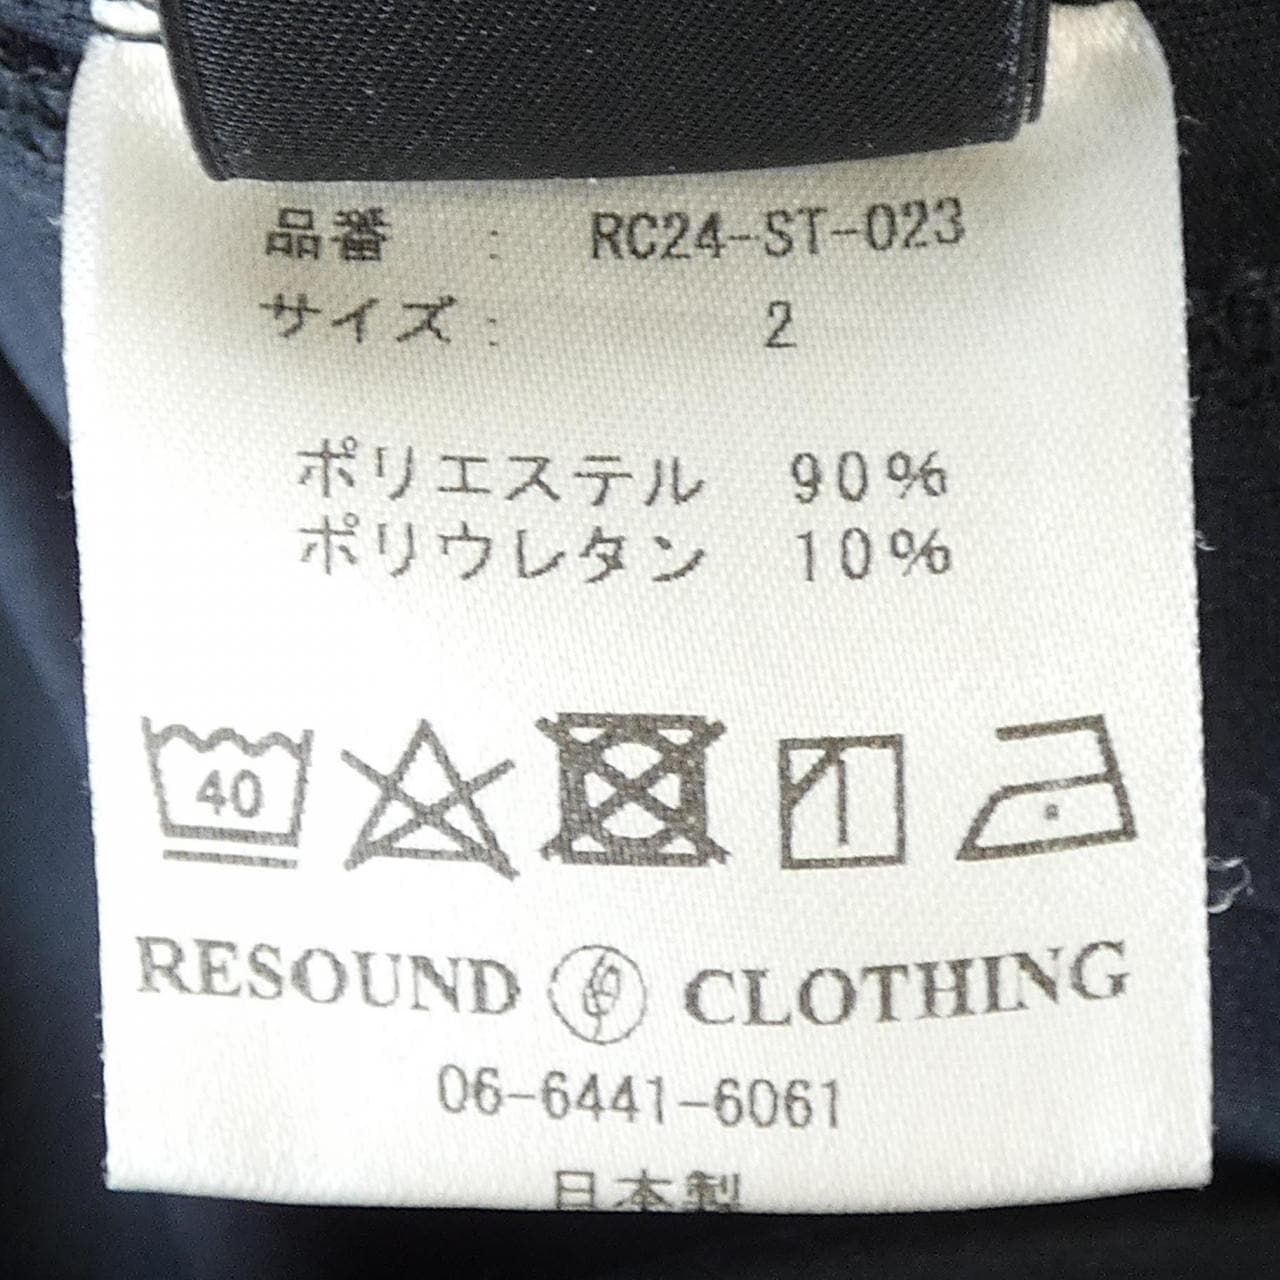 品番 : RC24-ST-023
サイズ : 2
ポリエステル 90%
ポリウレタン 10%
40
RESOUND CLOTHING
06-6441-6061
日本製